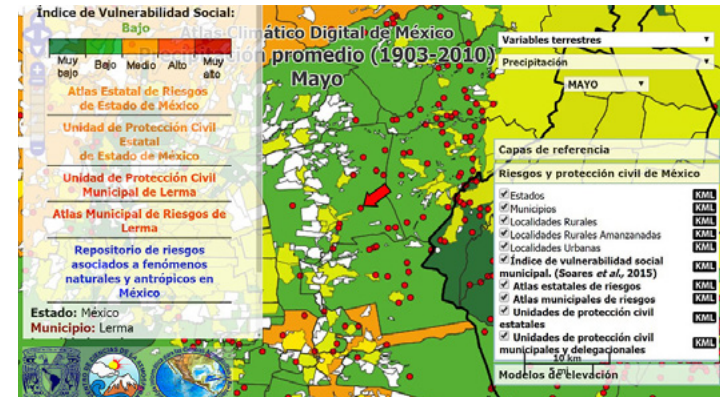 Índice de Vulnerabilidad Social:
Bajo
Muy bajo
Bajo
Medio
Alto
Muy alto
Atlas Estatal de Riesgos
de Estado de México
Unidad de Protección Civil
Estatal
de Estado de México
Unidad de Protección Civil
Municipal de Lerma
Atlas Municipal de Riesgos de
Lerma
Repositorio de riesgos
asociados a fenómenos
naturales y antrópicos en
México
Estado: México
Municipio: Lerma
Atlas Climático Digital de México
Precipitación promedio (1903-2010)
Mayo
Variables terrestres
Precipitación
MAYO
Capas de referencia
Riesgos y protección civil de México
Estados KML
Municipios KML
Localidades Rurales KML
Localidades Rurales Amanzanadas KML
Localidades Urbanas KML
Índice de vulnerabilidad social
municipal. (Soares et al., 2015) KML
Atlas estatales de riesgos KML
Atlas municipales de riesgos KML
Unidades de protección civil
estatales KML
Unidades de protección civil
municipales y delegacionales KML
10 km
5 mi
Modelos de elevación